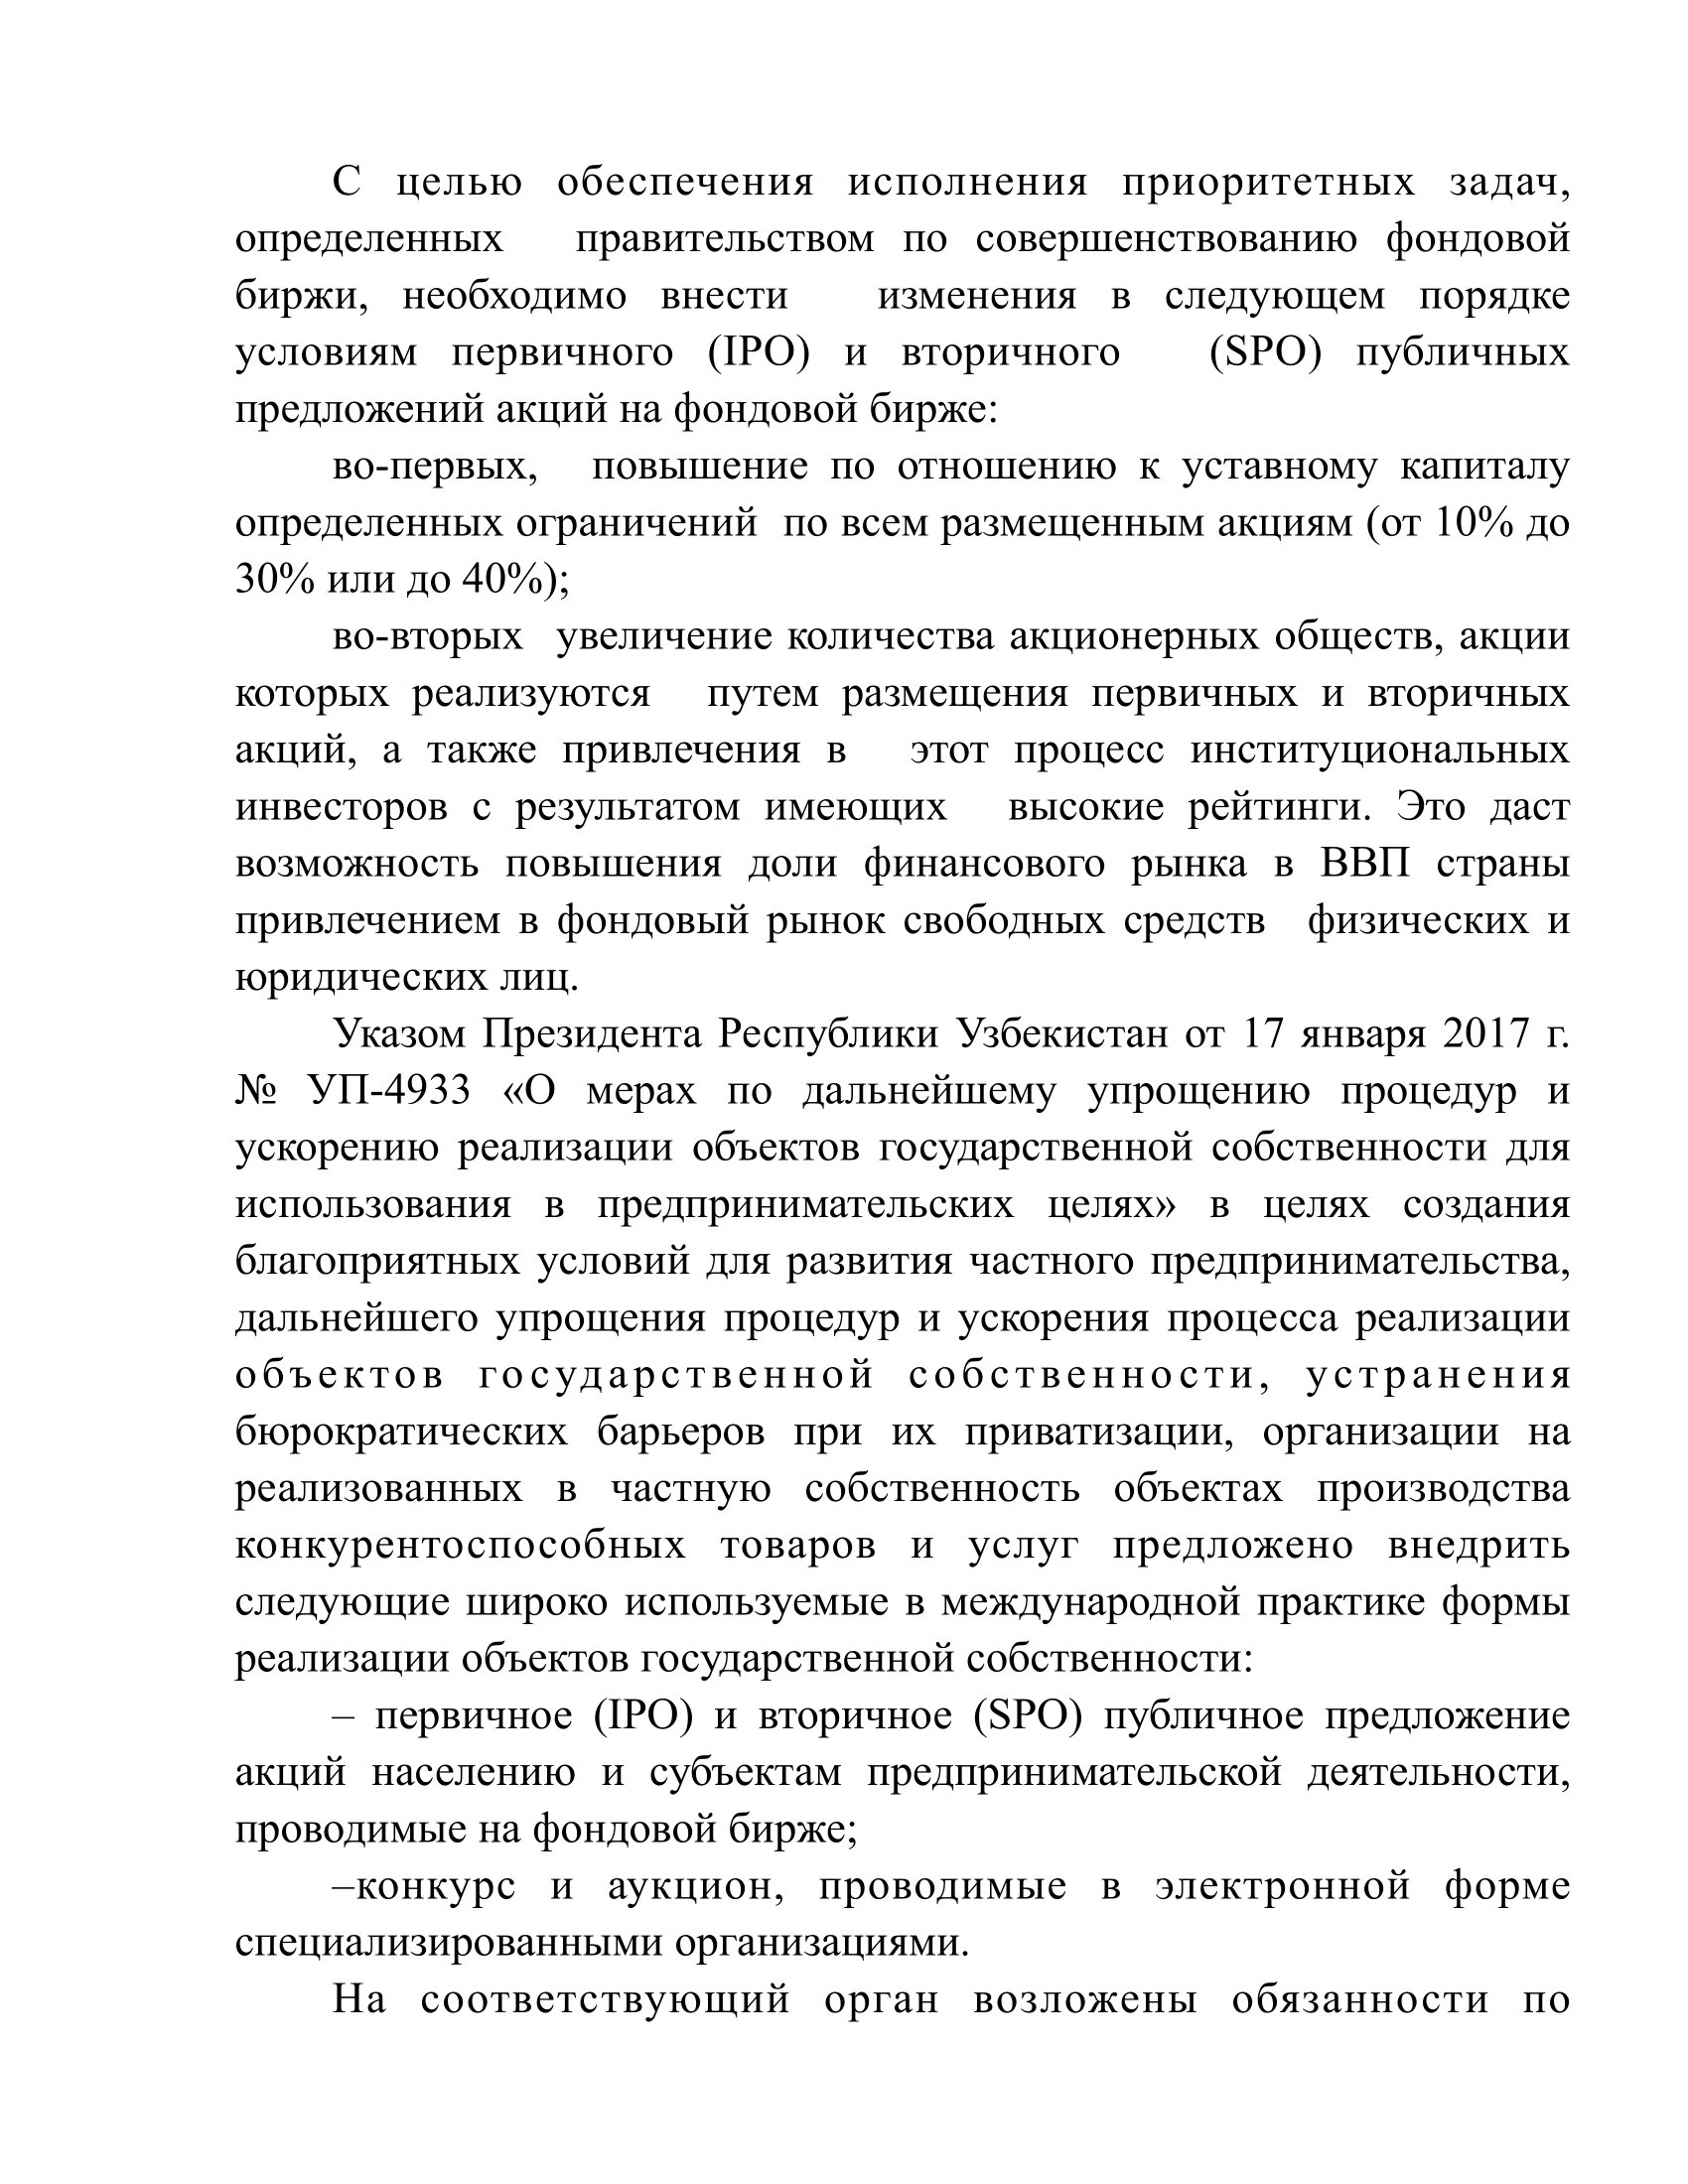 С целью обеспечения исполнения приоритетных задач,
определенных правительством по совершенствованию фондовой
биржи, необходимо внести изменения в следующем порядке
условиям первичного (IPO) и вторичного (SPO) публичных
предложений акций на фондовой бирже:
во-первых, повышение по отношению к уставному капиталу
определенных ограничений по всем размещенным акциям (от 10% до
30% или до 40%);
во-вторых увеличение количества акционерных обществ, акции
которых реализуются путем размещения первичных и вторичных
акций, а также привлечения в этот процесс институциональных
инвесторов с результатом имеющих высокие рейтинги. Это даст
возможность повышения доли финансового рынка в ВВП страны
привлечением в фондовый рынок свободных средств физических и
юридических лиц.
Указом Президента Республики Узбекистан от 17 января 2017 г.
№ УП-4933 «О мерах по дальнейшему упрощению процедур и
ускорению реализации объектов государственной собственности для
использования в предпринимательских целях» в целях создания
благоприятных условий для развития частного предпринимательства,
дальнейшего упрощения процедур и ускорения процесса реализации
объектов государственной собственности, устранения
бюрократических барьеров при их приватизации, организации на
реализованных в частную собственность объектах производства
конкурентоспособных товаров и услуг предложено внедрить
следующие широко используемые в международной практике формы
реализации объектов государственной собственности:
– первичное (IPO) и вторичное (SPO) публичное предложение
акций населению и субъектам предпринимательской деятельности,
проводимые на фондовой бирже;
–конкурс и аукцион, проводимые в электронной форме
специализированными организациями.
На соответствующий орган возложены обязанности по